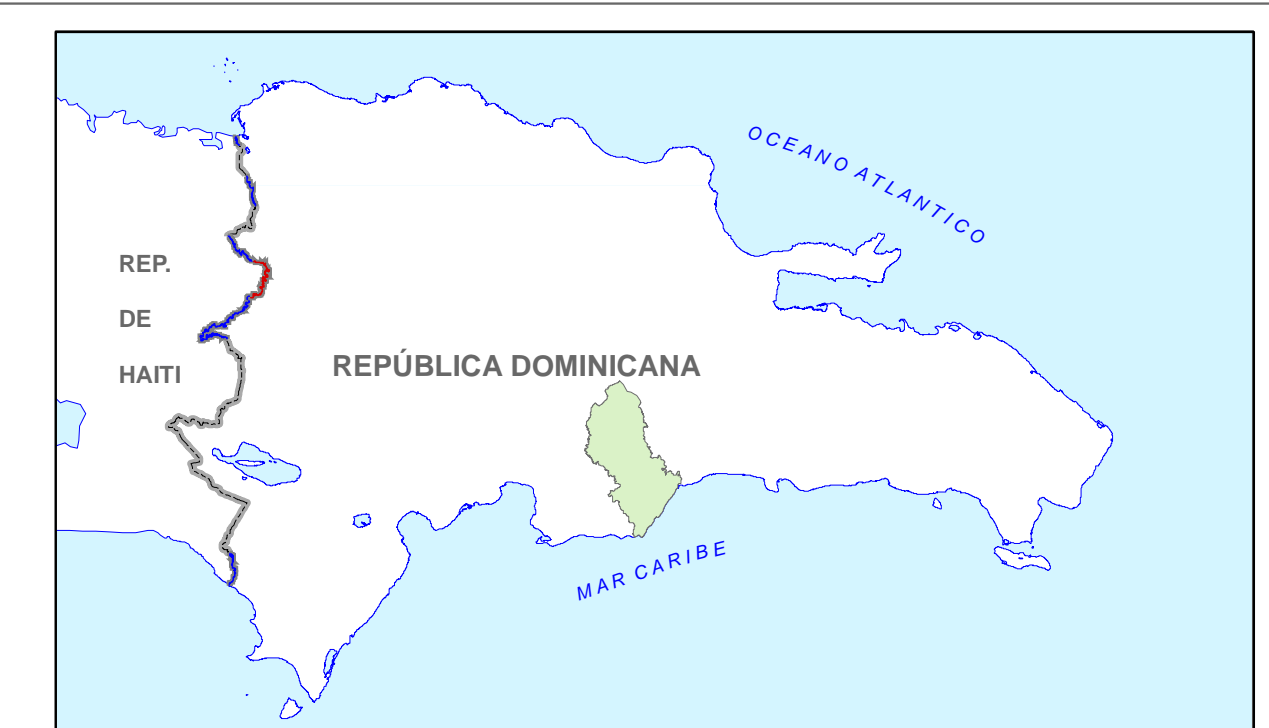 OCEANO ATLANTICO
REP.
DE
HAITI
REPÚBLICA DOMINICANA
MAR CARIBE